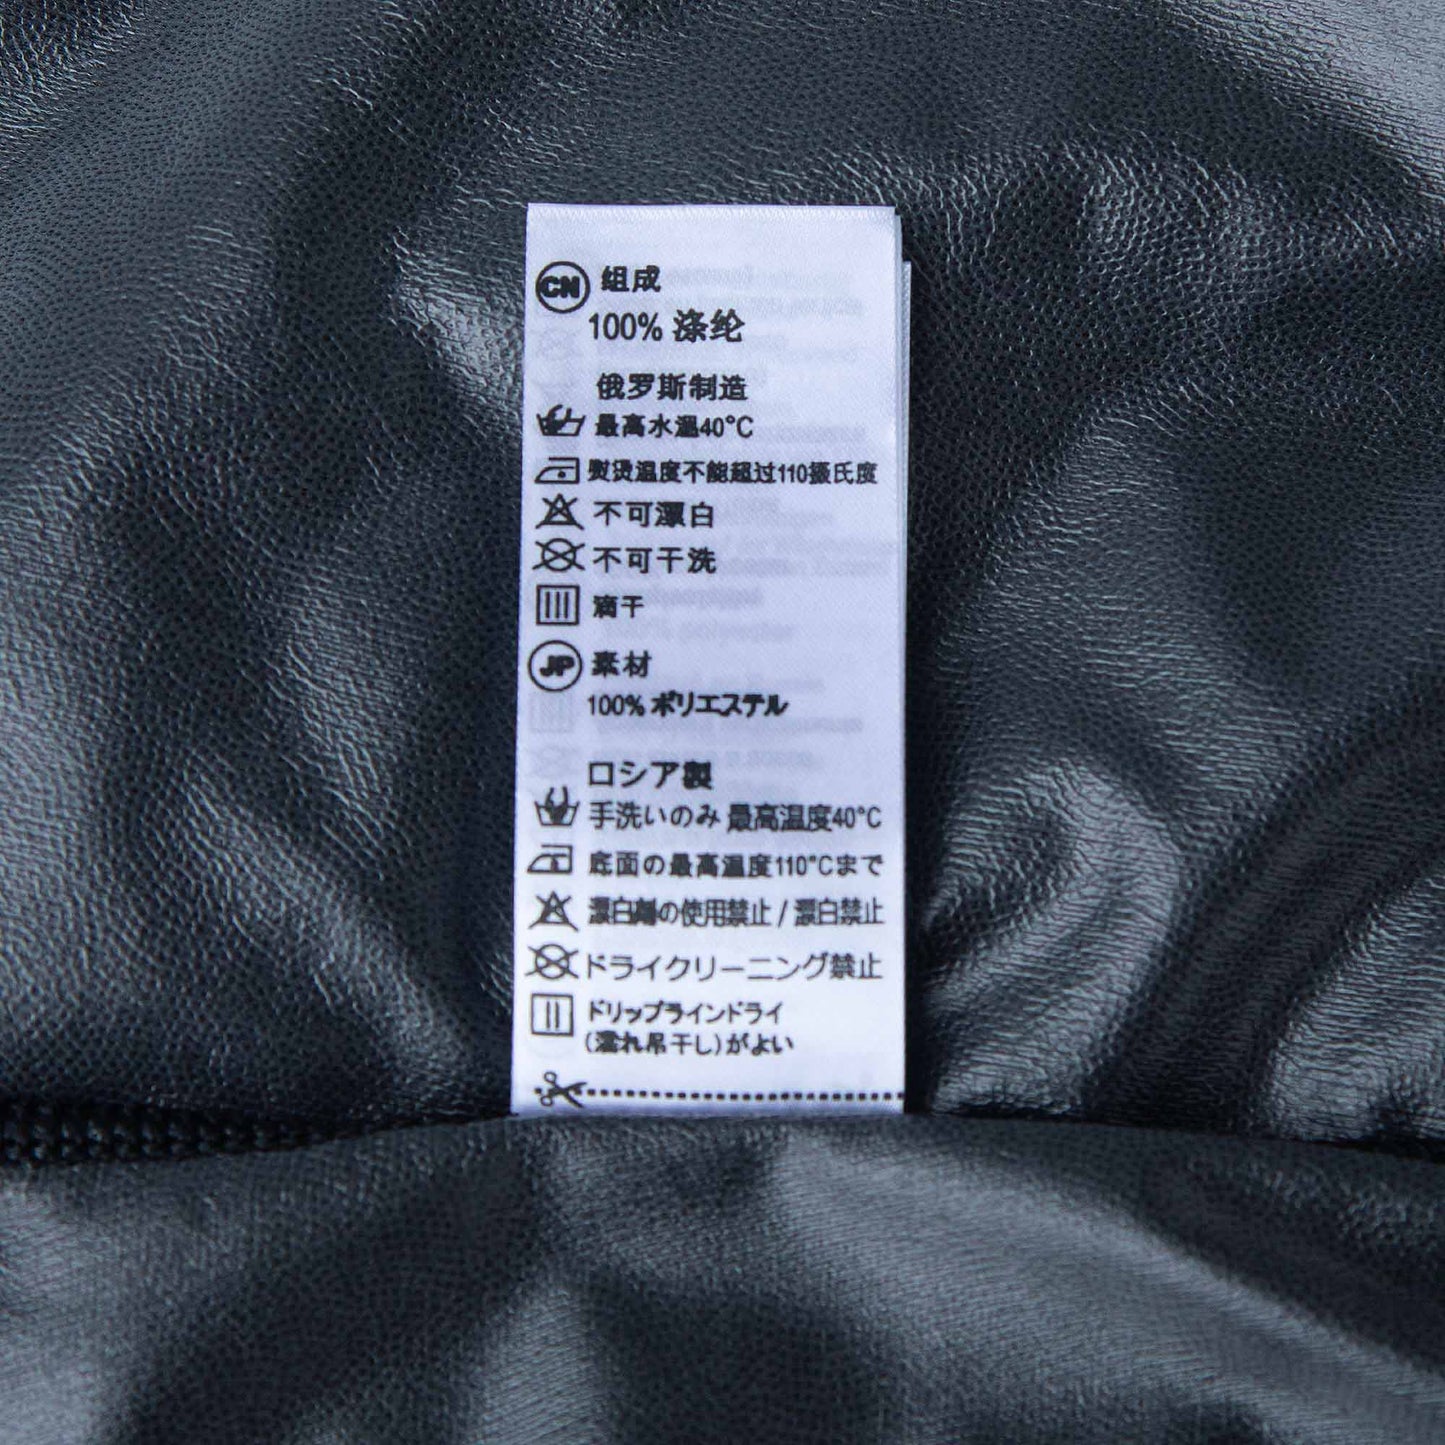 CN 组成
100% 涤纶
俄罗斯制造
最高水温40°C
熨烫温度不能超过110摄氏度
不可漂白
不可干洗
滴干
JP 素材
100% ポリエステル
ロシア製
手洗いのみ 最高温度40°C
底面の最高温度110°Cまで
漂白剤の使用禁止 / 漂白禁止
ドライクリーニング禁止
ドリップラインドライ
(濡れ吊干し)がよい